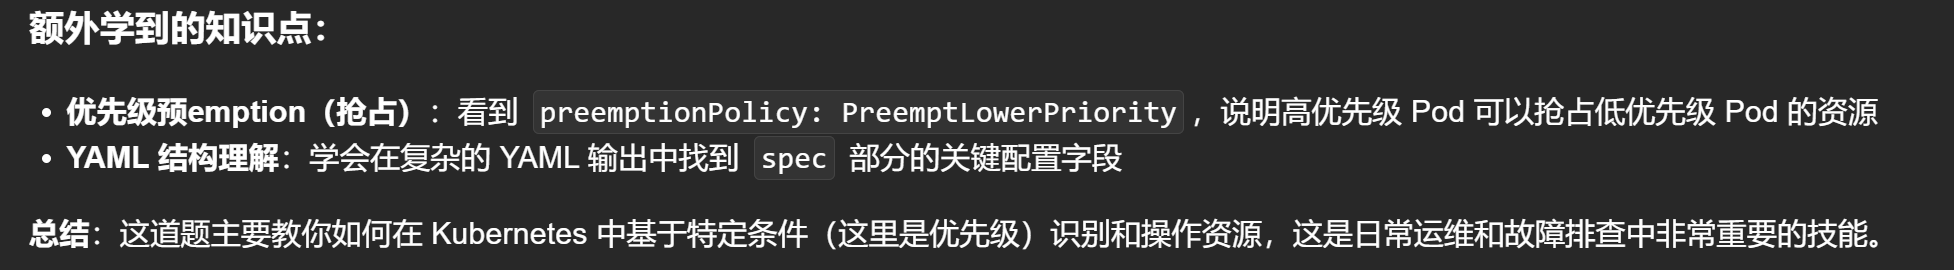 额外学到的知识点：
• 优先级预emption（抢占）：看到 preemptionPolicy: PreemptLowerPriority，说明高优先级 Pod 可以抢占低优先级 Pod 的资源
• YAML 结构理解：学会在复杂的 YAML 输出中找到 spec 部分的关键配置字段
总结：这道题主要教你如何在 Kubernetes 中基于特定条件（这里是优先级）识别和操作资源，这是日常运维和故障排查中非常重要的技能。